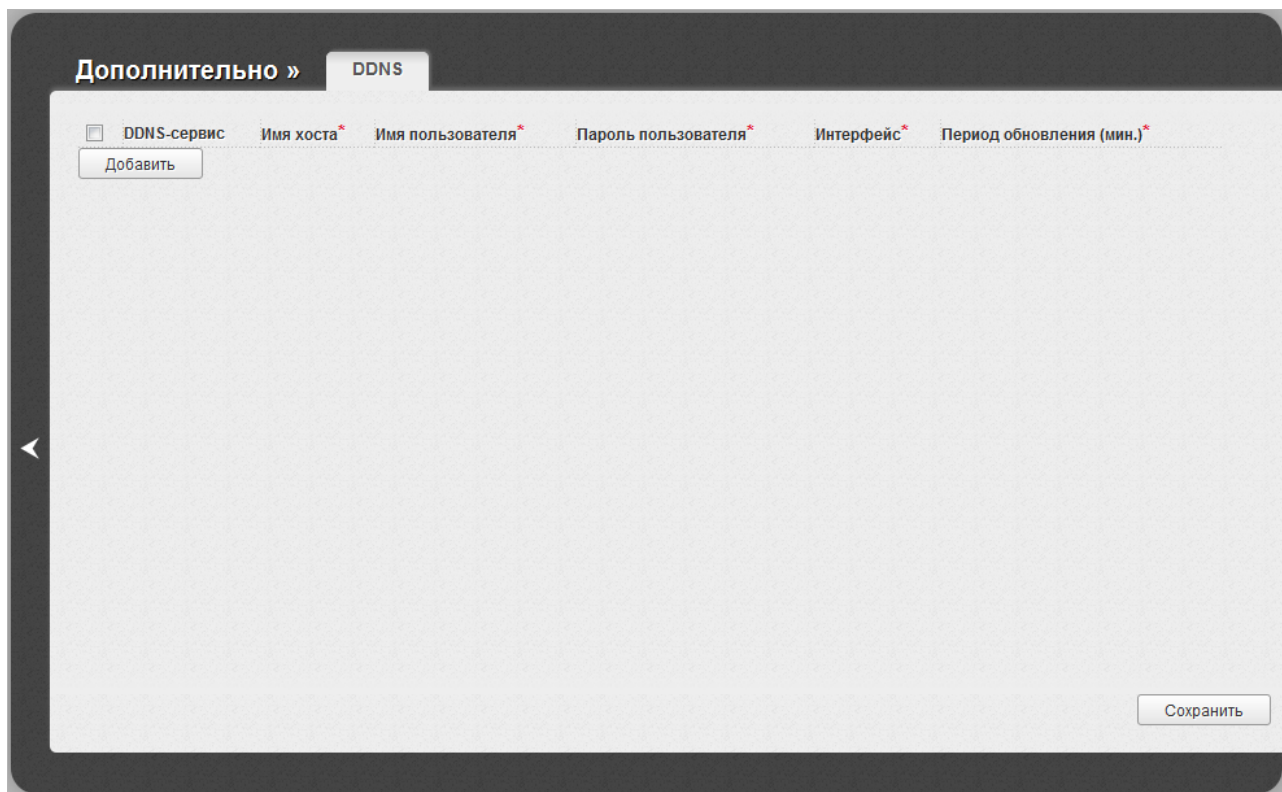 Дополнительно » DDNS
DDNS-сервис Имя хоста* Имя пользователя* Пароль пользователя* Интерфейс* Период обновления (мин.)*
Добавить
Сохранить